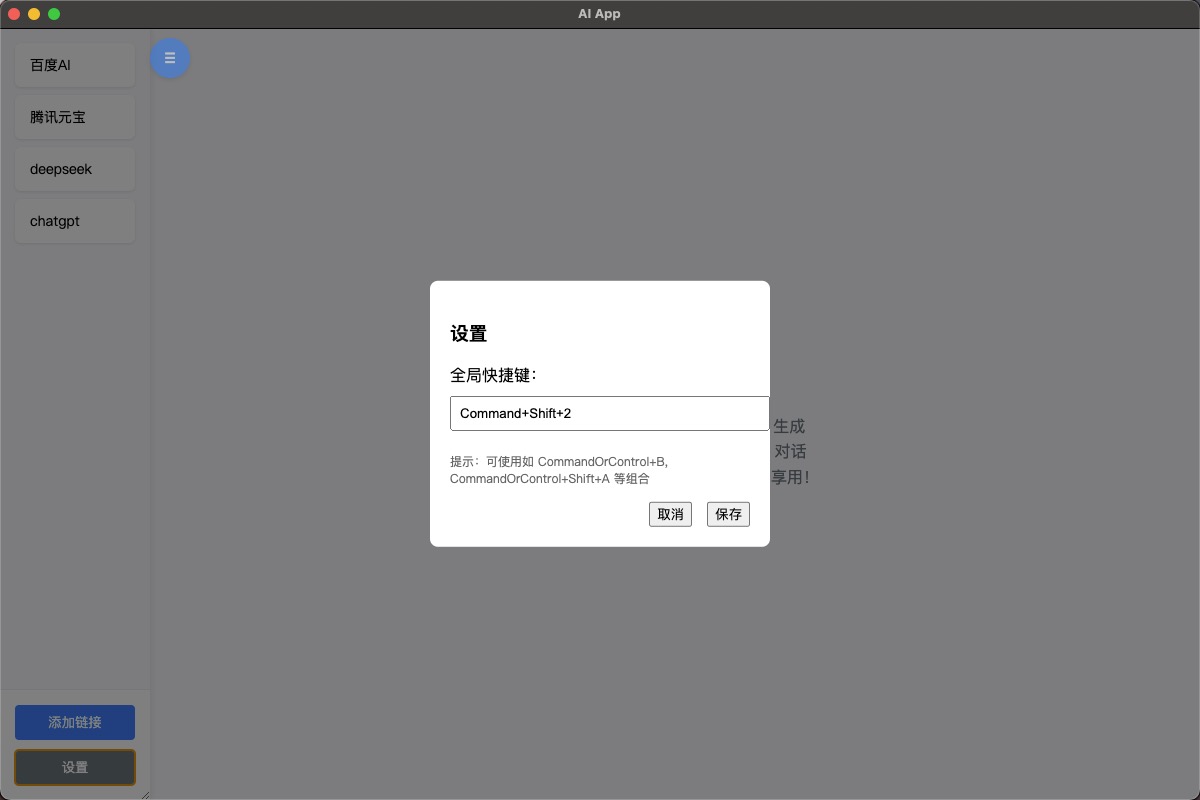 AI App
百度AI
腾讯元宝
deepseek
chatgpt
设置
全局快捷键：
Command+Shift+2
提示：可使用如 CommandOrControl+B,
CommandOrControl+Shift+A 等组合
取消
保存
生成
对话
享用！
添加链接
设置